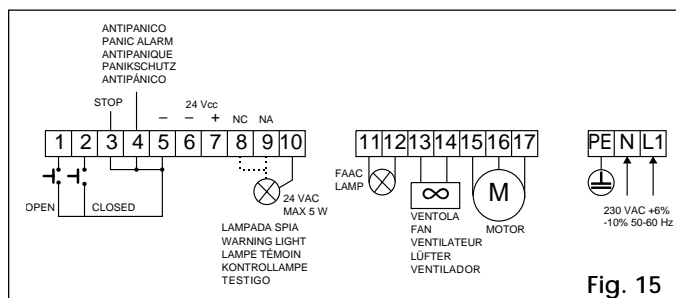 ANTIPANICO
PANIC ALARM
ANTIPANIQUE
PANIKSCHUTZ
ANTIPÁNICO
STOP
24 Vcc
– – + NC NA
1 2 3 4 5 6 7 8 9 10
11 12 13 14 15 16 17
PE N L1
OPEN
CLOSED
24 VAC
MAX 5 W
LAMPADA SPIA
WARNING LIGHT
LAMPE TÉMOIN
KONTROLLAMPE
TESTIGO
FAAC
LAMP
VENTOLA
FAN
VENTILATEUR
LÜFTER
VENTILADOR
M
MOTOR
230 VAC +6%
-10% 50-60 Hz
Fig. 15